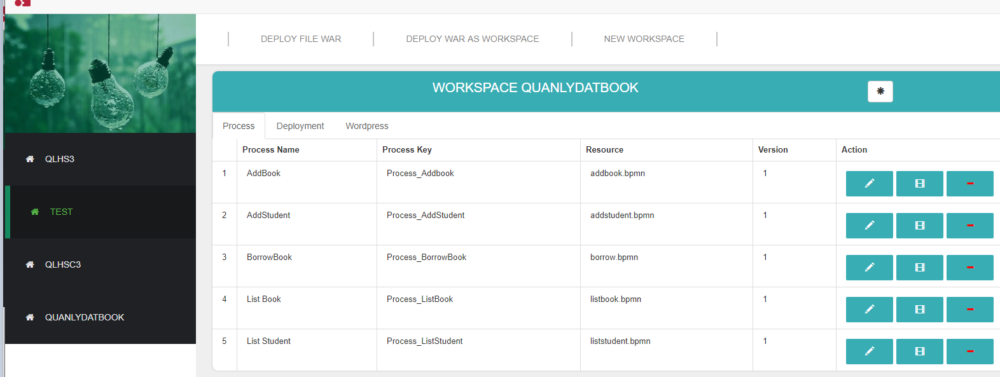 DEPLOY FILE WAR DEPLOY WAR AS WORKSPACE NEW WORKSPACE
WORKSPACE QUANLYDATBOOK
Process Deployment Wordpress
QLHS3
TEST
QLHSC3
QUANLYDATBOOK
Process Name Process Key Resource Version Action
1 AddBook Process_Addbook addbook.bpmn 1
2 AddStudent Process_AddStudent addstudent.bpmn 1
3 BorrowBook Process_BorrowBook borrow.bpmn 1
4 List Book Process_ListBook listbook.bpmn 1
5 List Student Process_ListStudent liststudent.bpmn 1